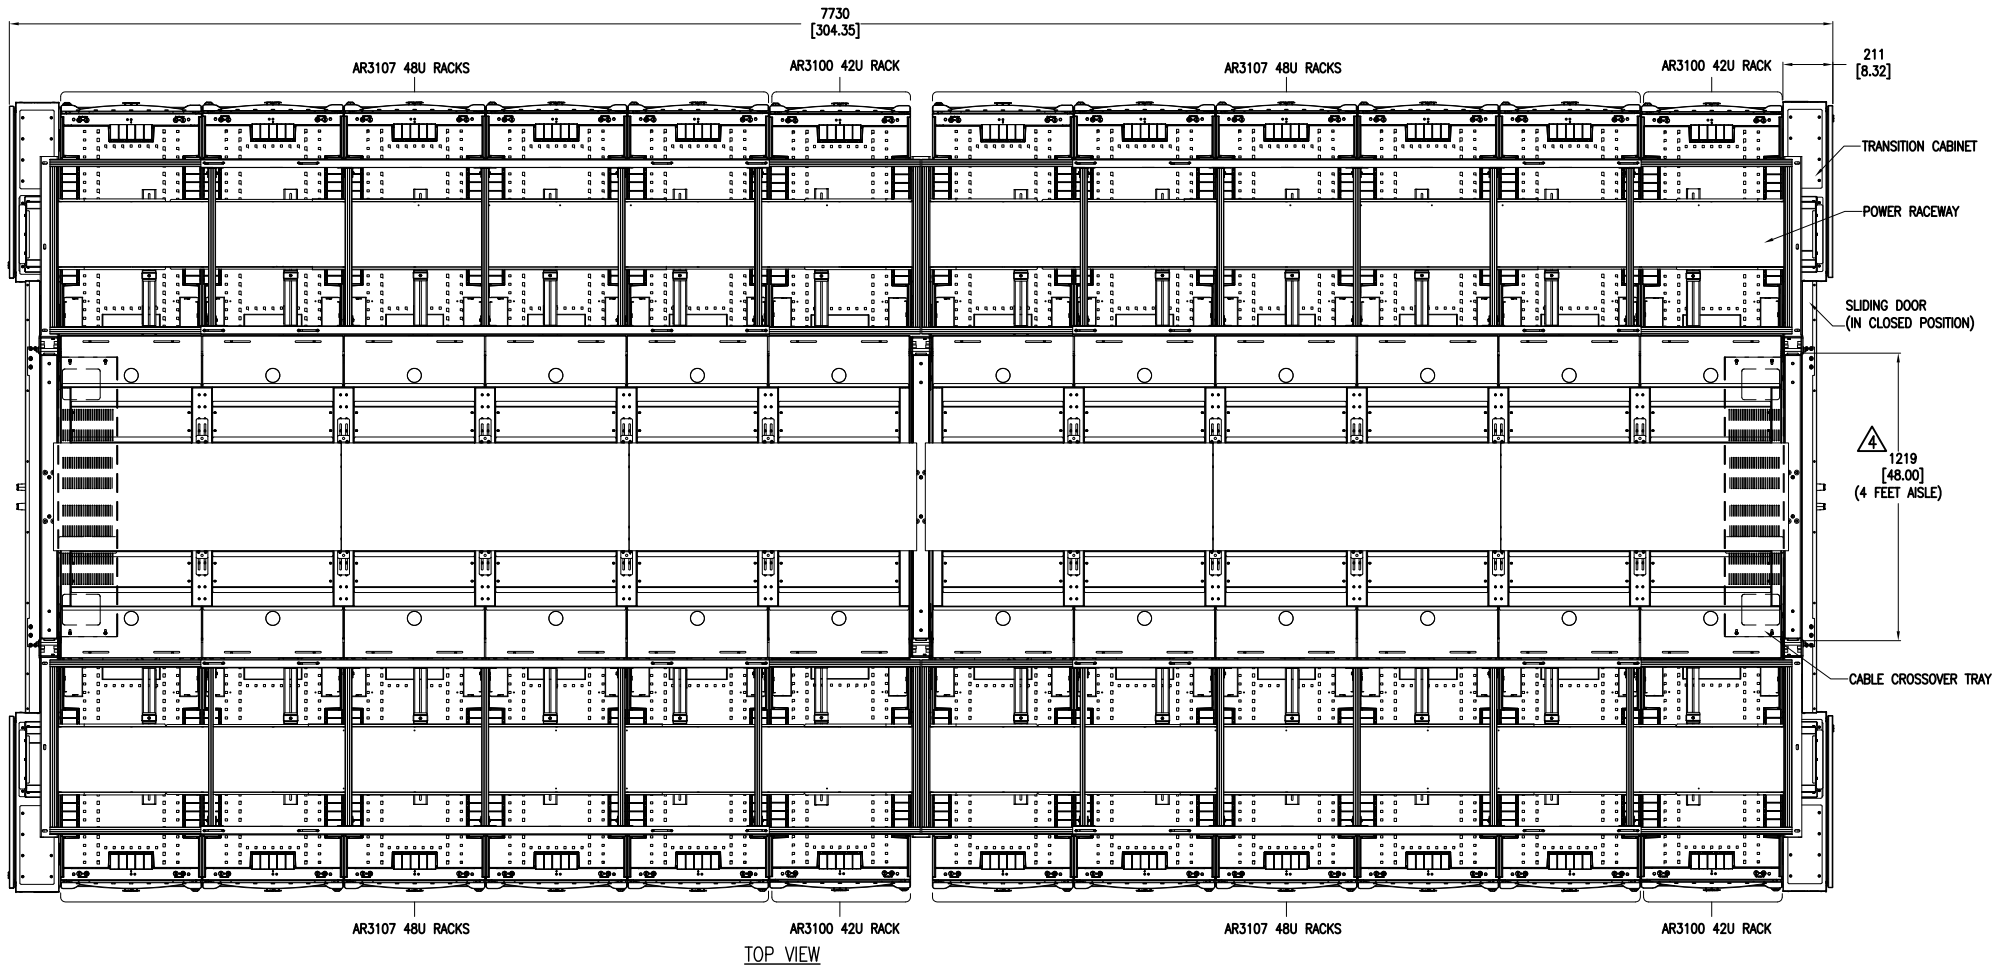 7730
[304.35]
211
[8.32]
AR3107 48U RACKS
AR3100 42U RACK
AR3107 48U RACKS
AR3100 42U RACK
TRANSITION CABINET
POWER RACEWAY
SLIDING DOOR
(IN CLOSED POSITION)
4
1219
[48.00]
(4 FEET AISLE)
CABLE CROSSOVER TRAY
AR3107 48U RACKS
AR3100 42U RACK
AR3107 48U RACKS
AR3100 42U RACK
TOP VIEW